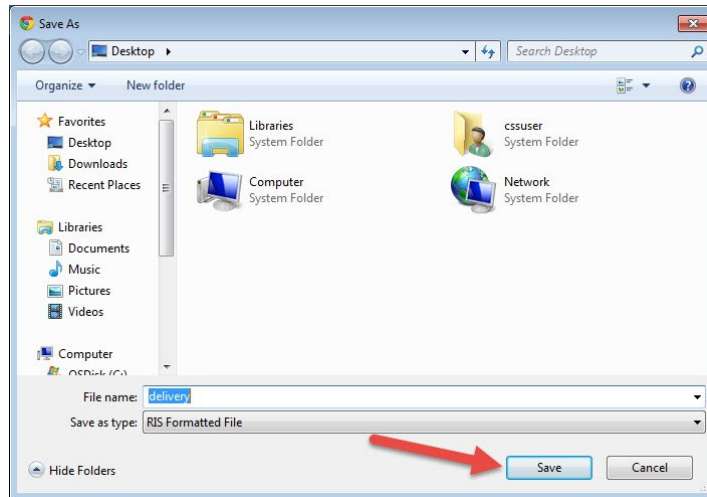 Save As
Desktop
Search Desktop
Organize
New folder
Favorites
Desktop
Downloads
Recent Places
Libraries
Documents
Music
Pictures
Videos
Computer
OSDisk (C:)
Libraries
System Folder
cssuser
System Folder
Computer
System Folder
Network
System Folder
File name: delivery
Save as type: RIS Formatted File
Hide Folders
Save
Cancel